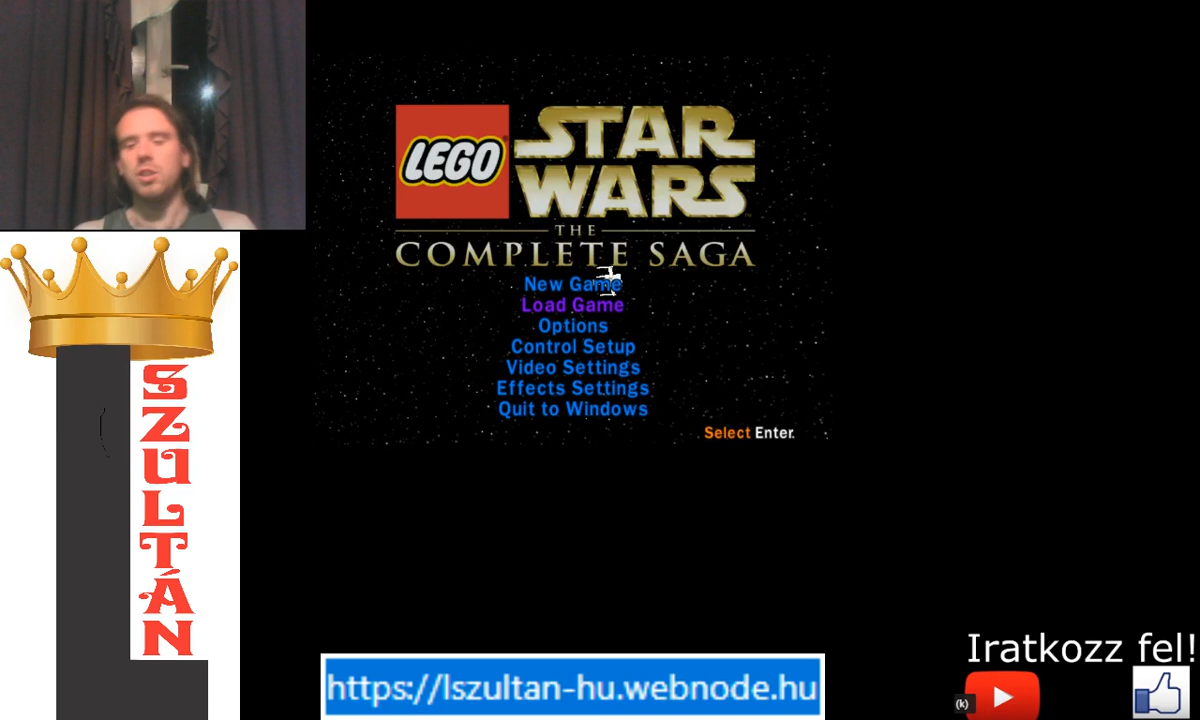 LEGO
STAR
WARS
THE
COMPLETE SAGA
New Game
Load Game
Options
Control Setup
Video Settings
Effects Settings
Quit to Windows
Select Enter.
L
SZULTÁN
https://lszultan-hu.webnode.hu
Iratkozz fel!
(k)